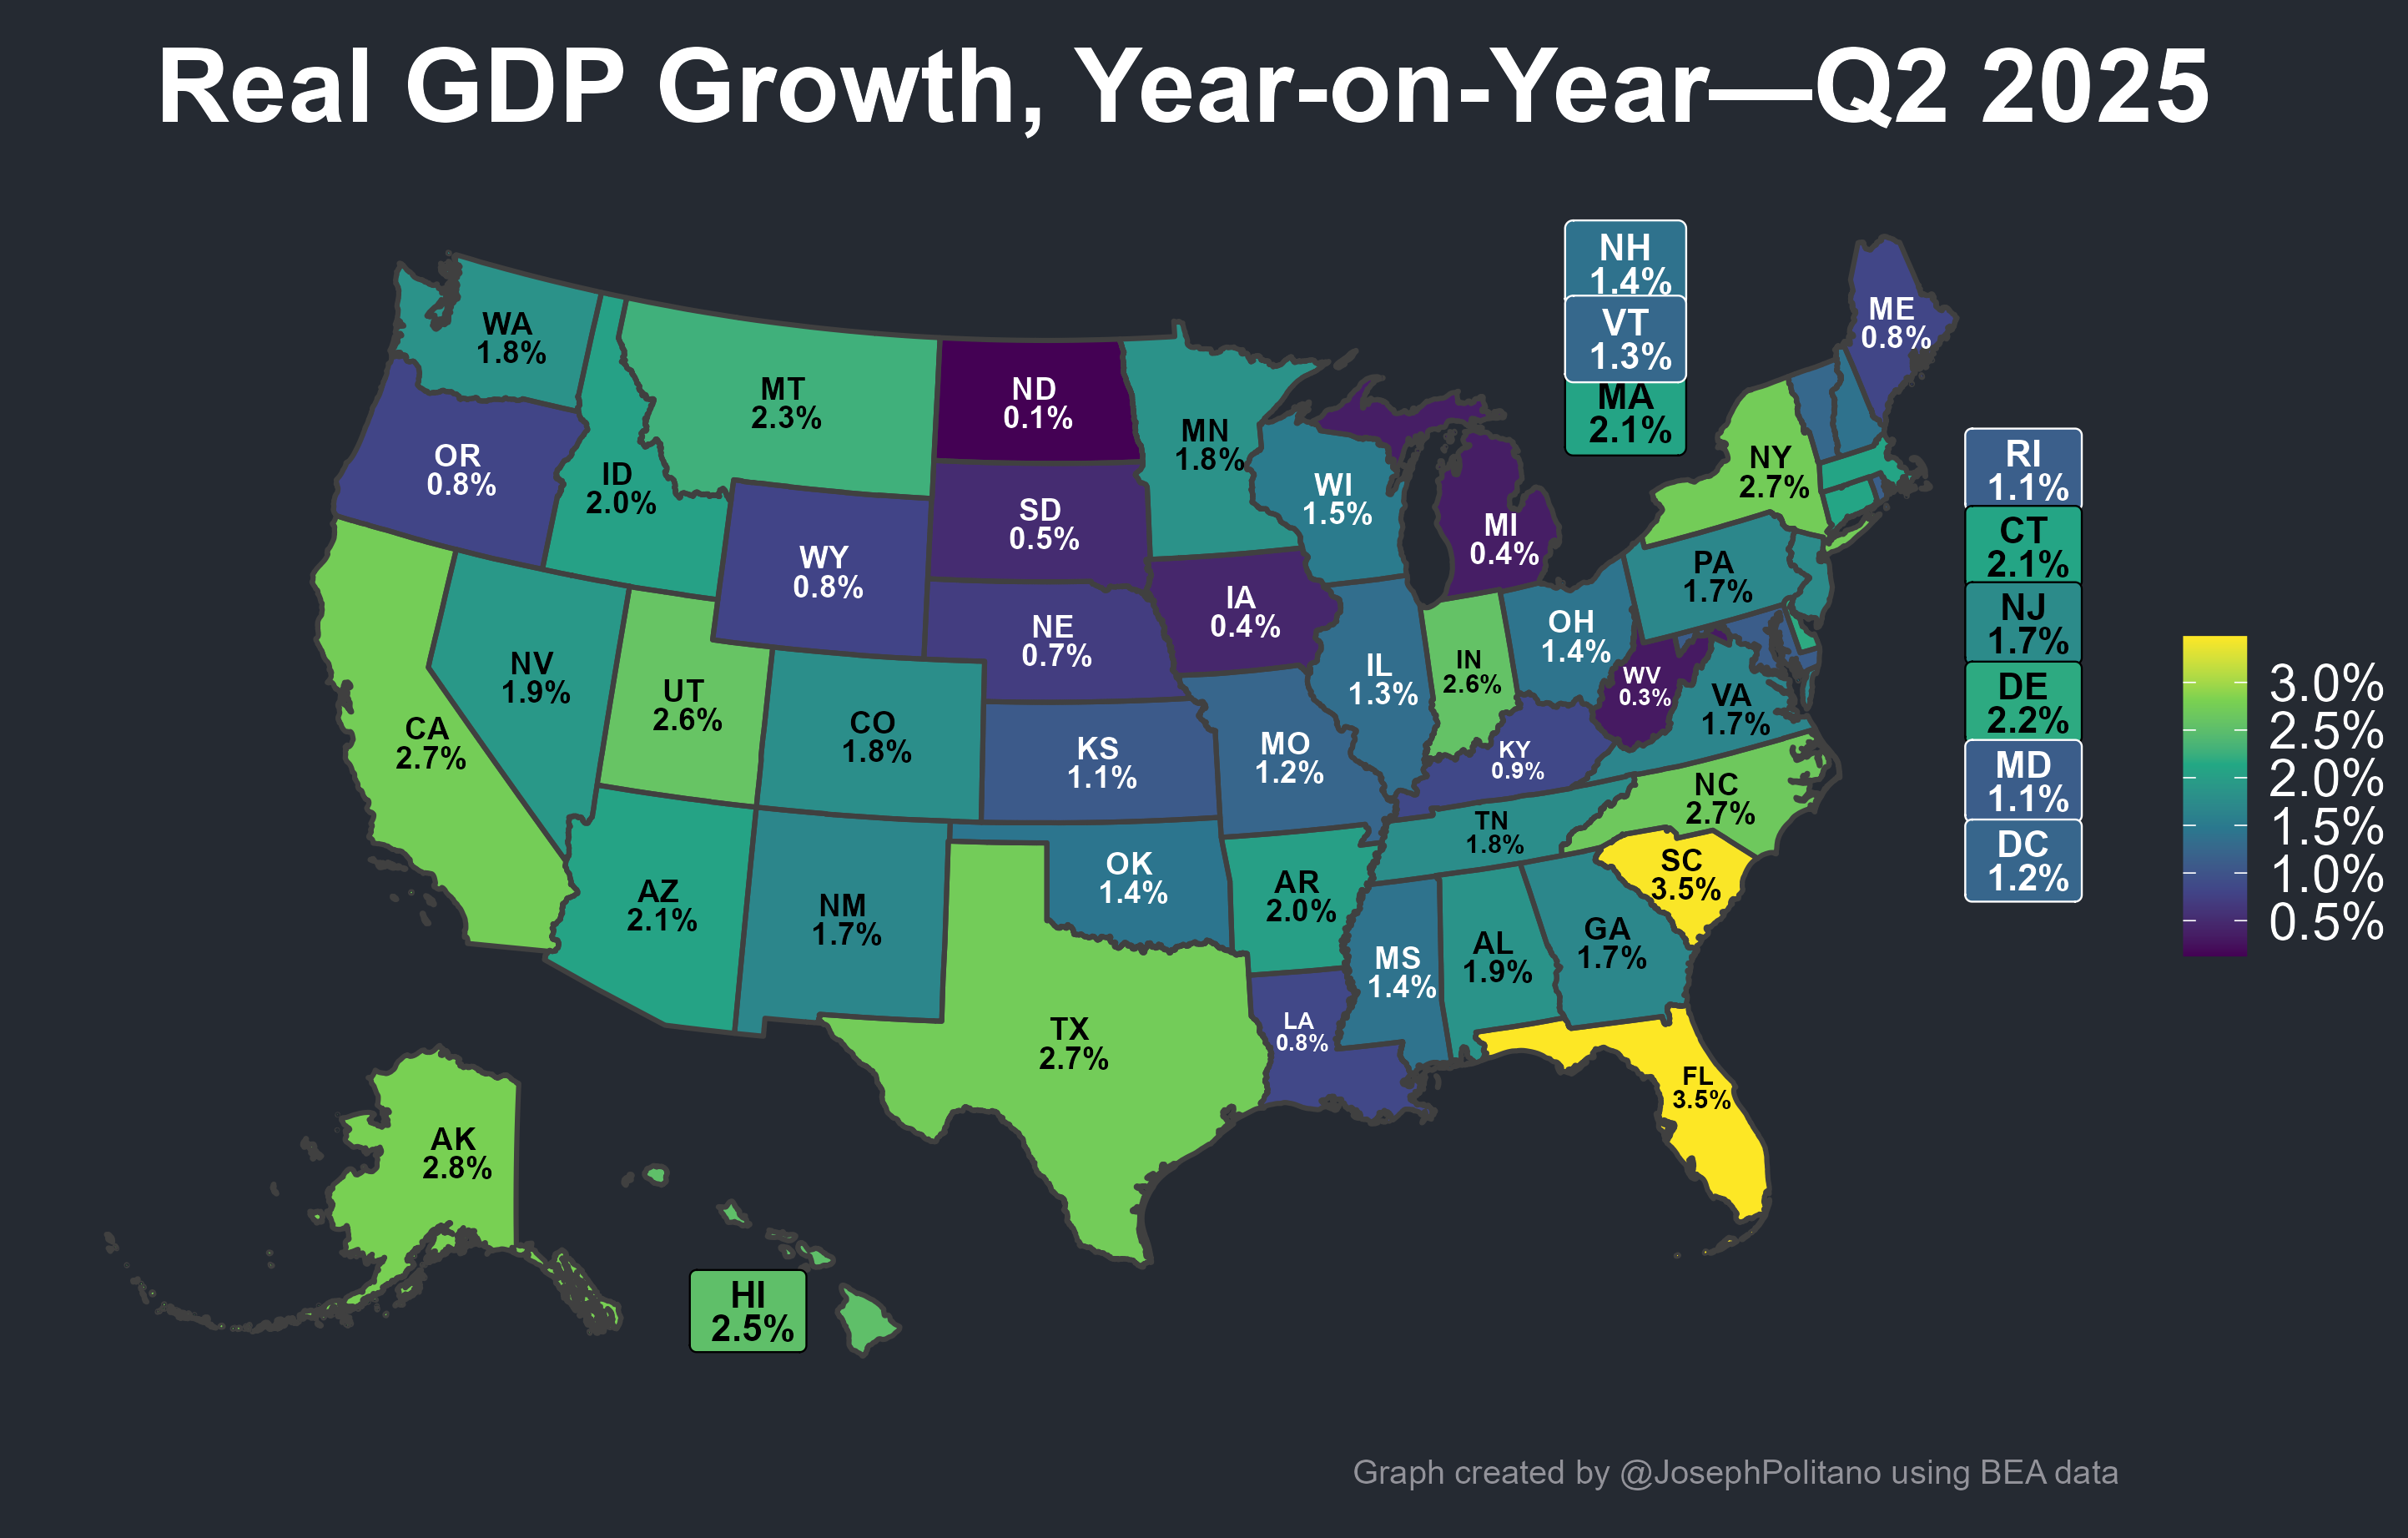 Real GDP Growth, Year-on-Year—Q2 2025
NH
1.4%
VT
1.3%
MA
2.1%
ME
0.8%
WA
1.8%
MT
2.3%
ND
0.1%
MN
1.8%
OR
0.8%
ID
2.0%
WI
1.5%
NY
2.7%
RI
1.1%
SD
0.5%
MI
0.4%
CT
2.1%
WY
0.8%
PA
1.7%
IA
0.4%
NE
0.7%
OH
1.4%
NJ
1.7%
NV
1.9%
UT
2.6%
IL
1.3%
IN
2.6%
WV
0.3%
VA
1.7%
DE
2.2%
CA
2.7%
CO
1.8%
KS
1.1%
MO
1.2%
KY
0.9%
MD
1.1%
NC
2.7%
TN
1.8%
DC
1.2%
AZ
2.1%
NM
1.7%
OK
1.4%
AR
2.0%
SC
3.5%
MS
1.4%
AL
1.9%
GA
1.7%
TX
2.7%
LA
0.8%
FL
3.5%
AK
2.8%
HI
2.5%
3.0%
2.5%
2.0%
1.5%
1.0%
0.5%
Graph created by @JosephPolitano using BEA data